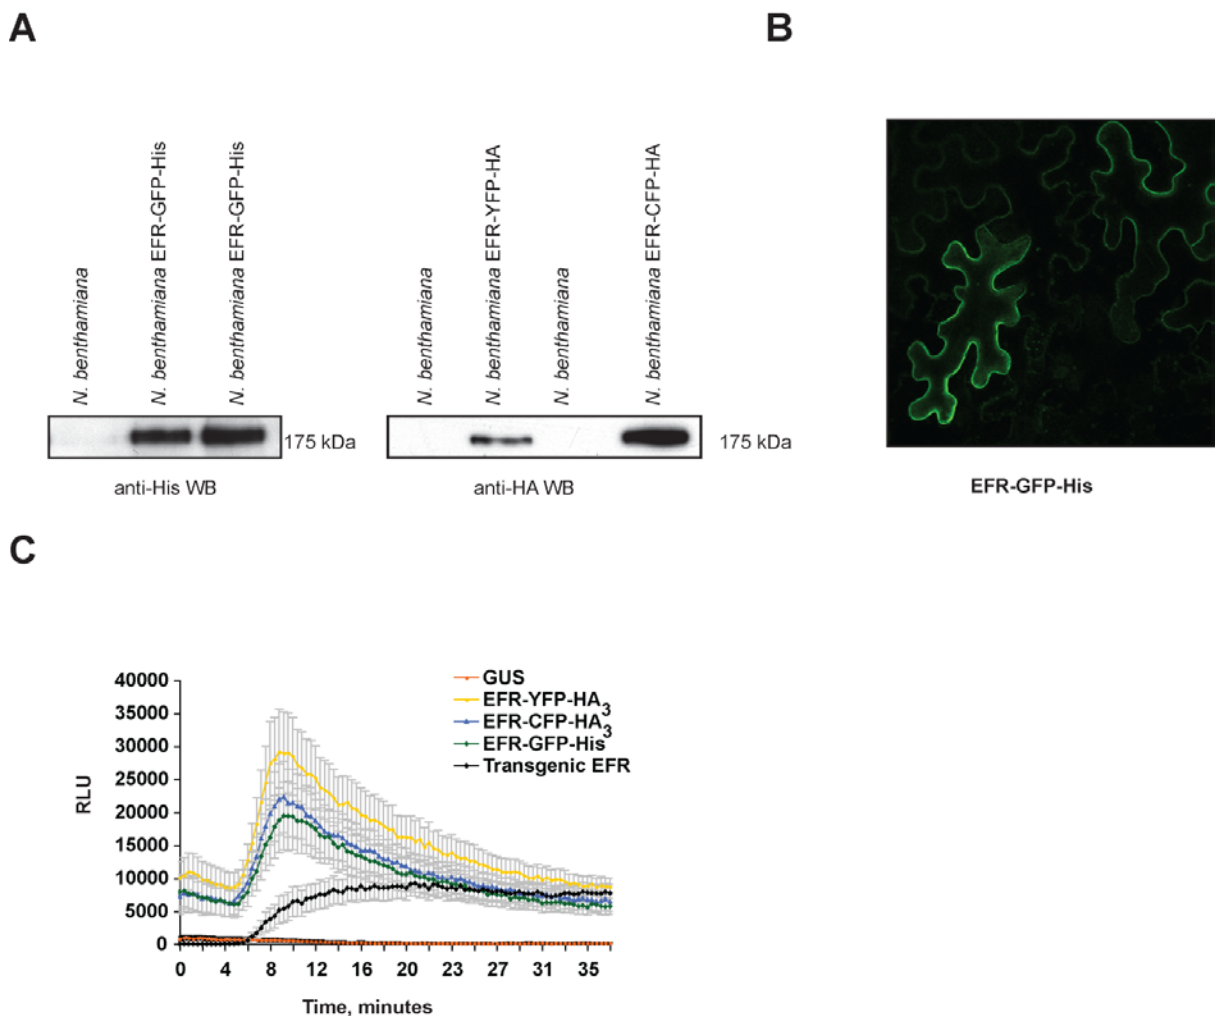 A
B
N. benthamiana
N. benthamiana EFR-GFP-His
N. benthamiana EFR-GFP-His
N. benthamiana
N. benthamiana EFR-YFP-HA
N. benthamiana
N. benthamiana EFR-CFP-HA
175 kDa
175 kDa
anti-His WB
anti-HA WB
EFR-GFP-His
C
40000
35000
30000
25000
20000
15000
10000
5000
0
RLU
GUS
EFR-YFP-HA3
EFR-CFP-HA3
EFR-GFP-His
Transgenic EFR
0 4 8 12 16 20 23 27 31 35
Time, minutes